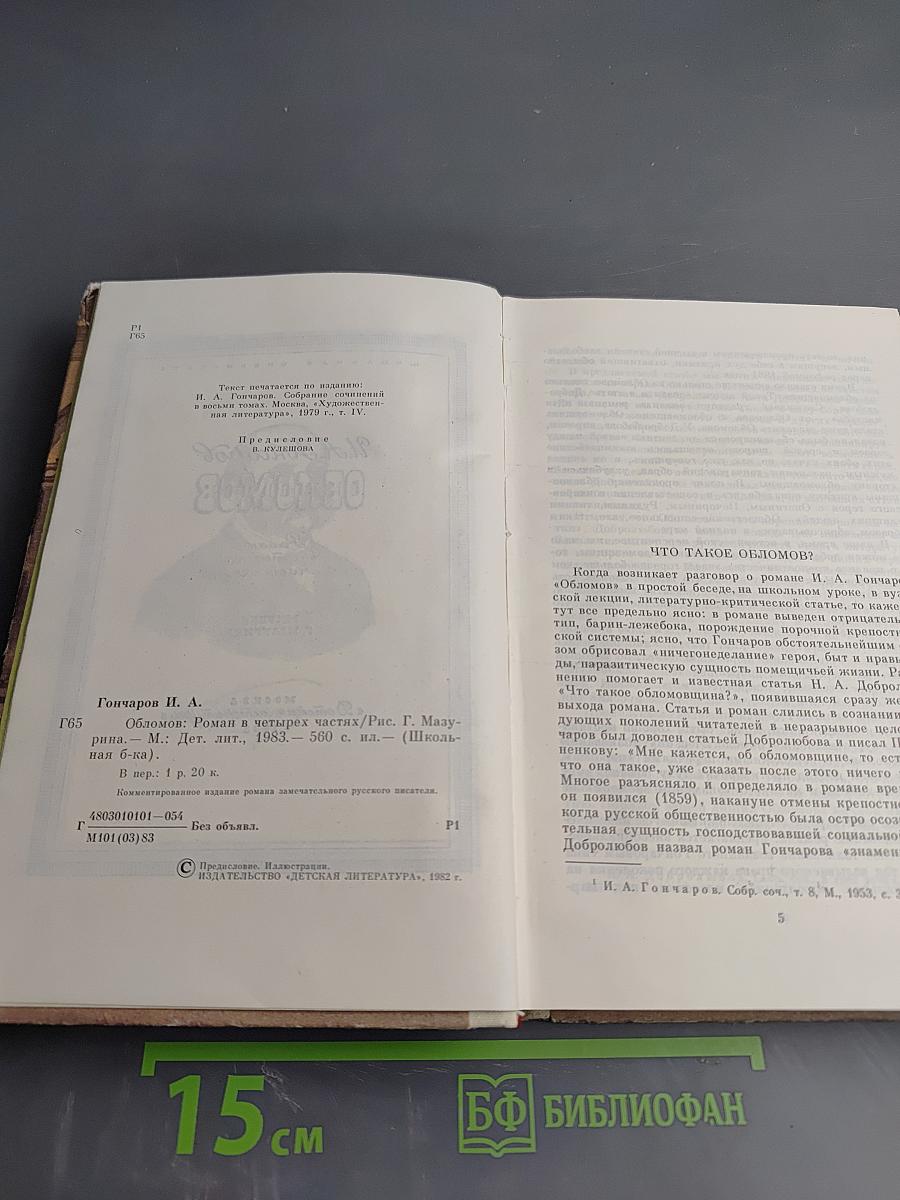 Р1
Г65
Текст печатается по изданию:
И. А. Гончаров. Собрание сочинений
в восьми томах. Москва, «Художествен-
ная литература», 1979 г., т. IV.
Предисловие
В. КУЛЕШОВА
Гончаров И. А.
Г65 Обломов: Роман в четырех частях/Рис. Г. Мазу-
рина.— М.: Дет. лит., 1983.— 560 с. ил.— (Школь-
ная б-ка).
В пер.: 1 р. 20 к.
Комментированное издание романа замечательного русского писателя.
4803010101—054
Г Без объявл. Р1
М101(03)83
© Предисловие. Иллюстрации.
ИЗДАТЕЛЬСТВО «ДЕТСКАЯ ЛИТЕРАТУРА», 1982 г.
ЧТО ТАКОЕ ОБЛОМОВ?
Когда возникает разговор о романе И. А. Гончаро
«Обломов» в простой беседе, на школьном уроке, в вуз
ской лекции, литературно-критической статье, то каже
тут все предельно ясно: в романе выведен отрицатель
тип, барин-лежебока, порождение порочной крепостн
ской системы; ясно, что Гончаров обстоятельнейшим
зом обрисовал «ничегонеделание» героя, быт и нравы
ды, паразитическую сущность помещичьей жизни. Ра
нению помогает и известная статья Н. А. Доброл
«Что такое обломовщина?», появившаяся сразу же
выхода романа. Статья и роман слились в сознании
дующих поколений читателей в неразрывное цело
чаров был доволен статьей Добролюбова и писал П
ненкову: «Мне кажется, об обломовщине, то ест
что она такое, уже сказать после этого ничего
Многое разъясняло и определяло в романе вре
он появился (1859), накануне отмены крепостно
когда русской общественностью была остро осоз
тельная сущность господствовавшей социально
Добролюбов назвал роман Гончарова «знамен
1 И. А. Гончаров. Собр. соч., т. 8, М., 1953, с. 3
5
15 см
БФ БИБЛИОФАН